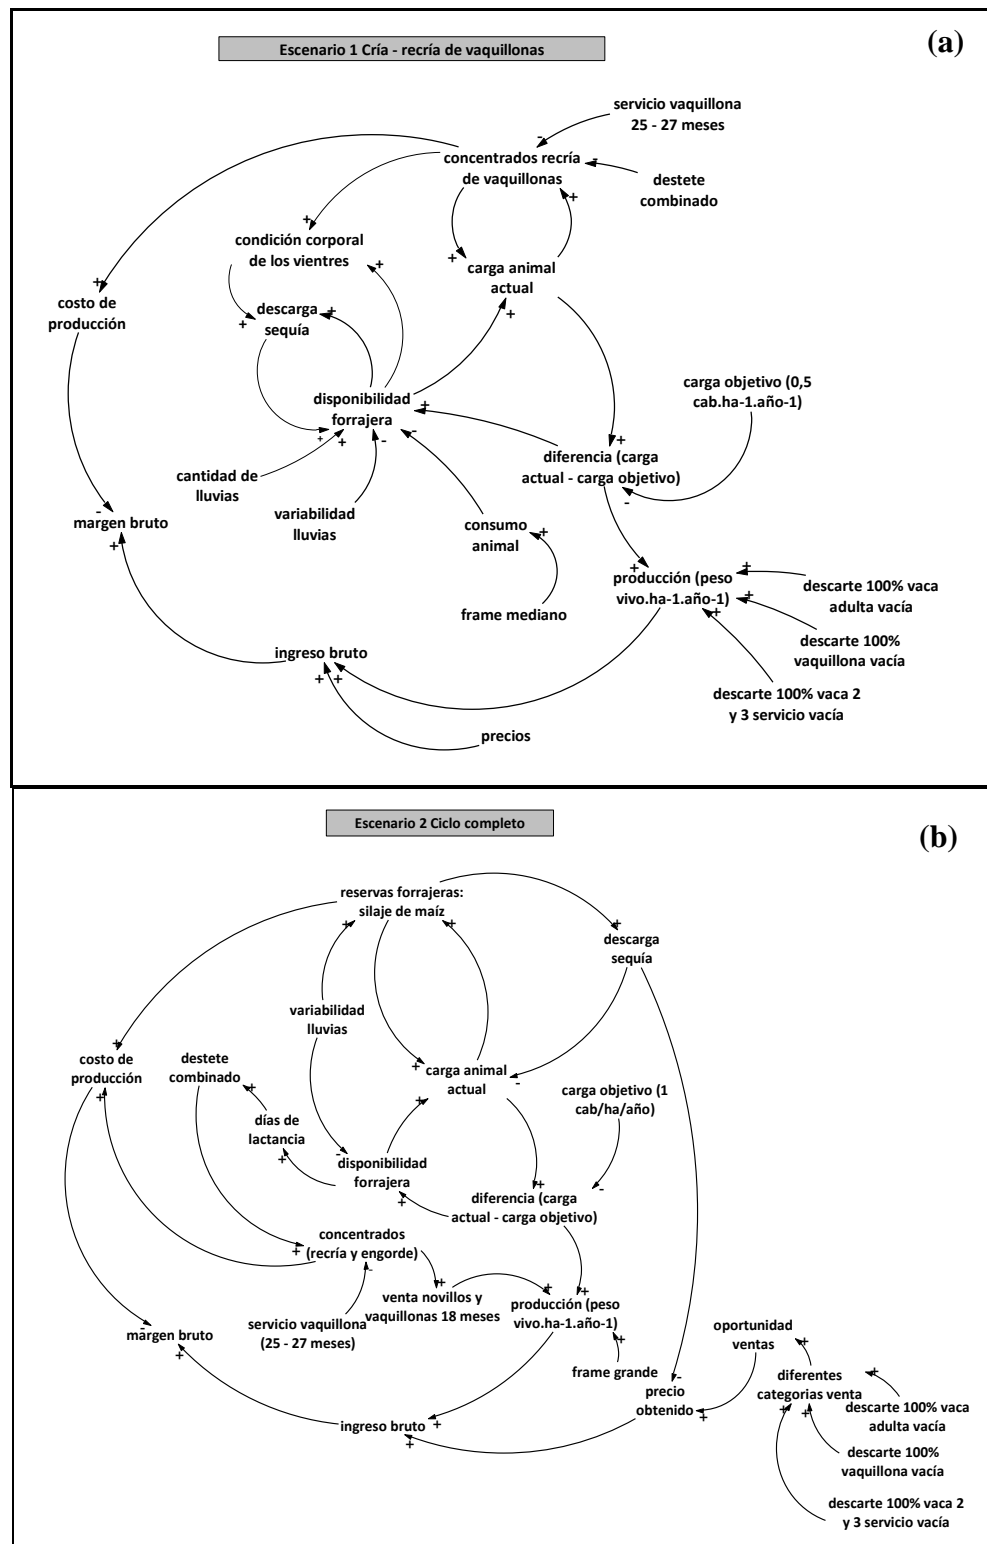 Escenario 1 Cría - recría de vaquillonas
(a)
servicio vaquillona
25 - 27 meses
concentrados recría
de vaquillonas
destete
combinado
condición corporal
de los vientres
carga animal
actual
costo de
producción
descarga
sequía
carga objetivo (0,5
cab.ha-1.año-1)
disponibilidad
forrajera
diferencia (carga
actual - carga objetivo)
cantidad de
lluvias
variabilidad
lluvias
margen bruto
consumo
animal
producción (peso
vivo.ha-1.año-1)
descarte 100% vaca
adulta vacía
frame mediano
descarte 100%
vaquillona vacía
ingreso bruto
descarte 100% vaca 2
y 3 servicio vacía
precios
Escenario 2 Ciclo completo
(b)
reservas forrajeras:
silaje de maíz
descarga
sequía
variabilidad
lluvias
costo de
producción
destete
combinado
carga animal
actual
carga objetivo (1
cab/ha/año)
días de
lactancia
disponibilidad
forrajera
diferencia (carga
actual - carga objetivo)
concentrados
(recría y engorde)
venta novillos y
vaquillonas 18 meses
producción (peso
vivo.ha-1.año-1)
servicio vaquillona
(25 - 27 meses)
margen bruto
oportunidad
ventas
frame grande
precio
obtenido
diferentes
categorias venta
descarte 100% vaca
adulta vacía
ingreso bruto
descarte 100%
vaquillona vacía
descarte 100% vaca 2
y 3 servicio vacía